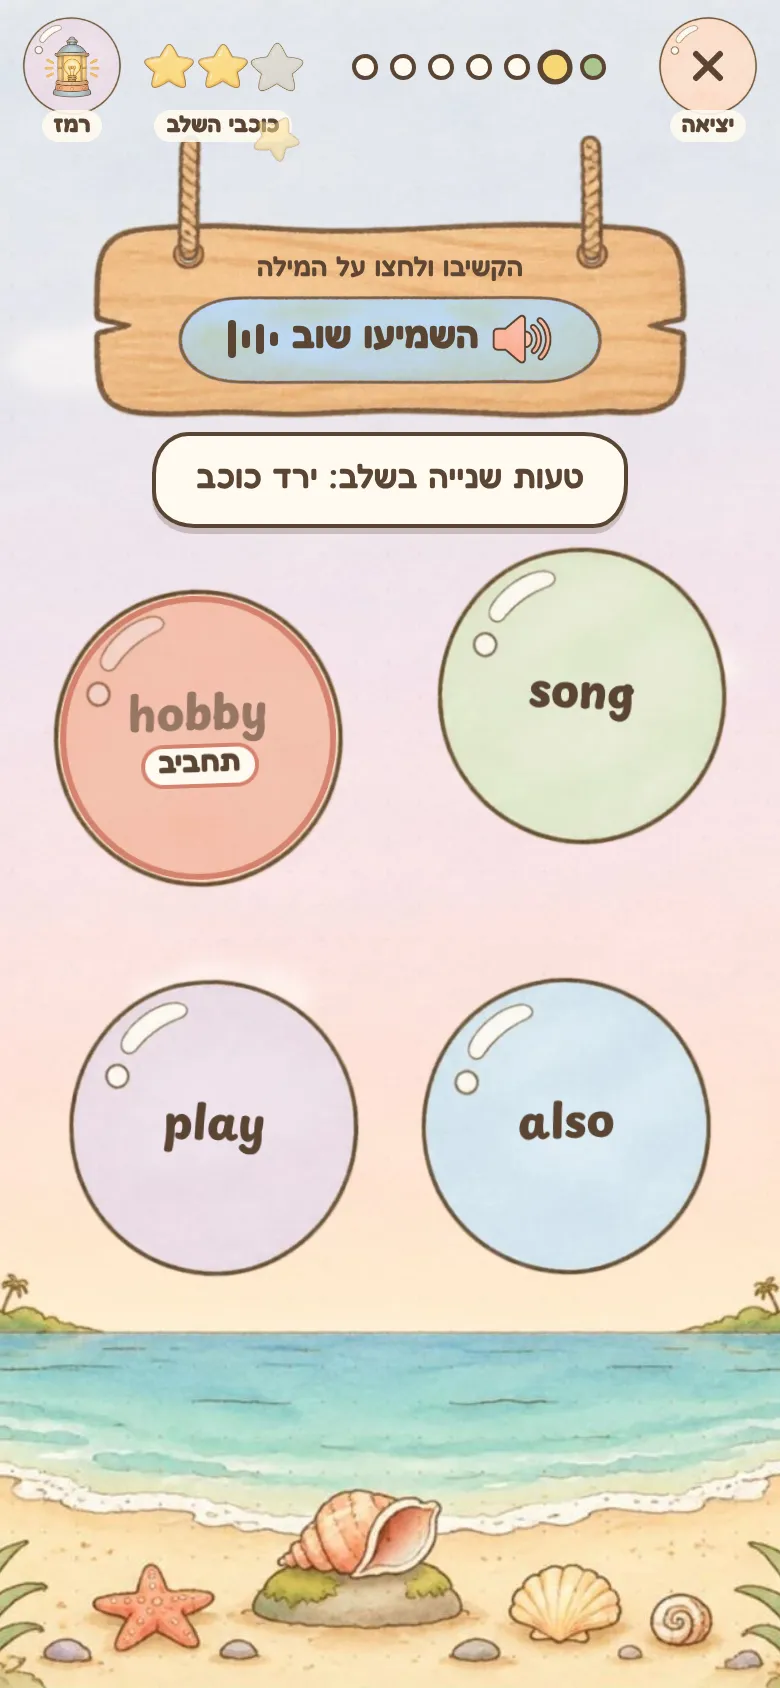 רמז
כוכבי השלב
יציאה
הקשיבו ולחצו על המילה
השמיעו שוב
טעות שנייה בשלב: ירד כוכב
hobby
תחביב
song
play
also